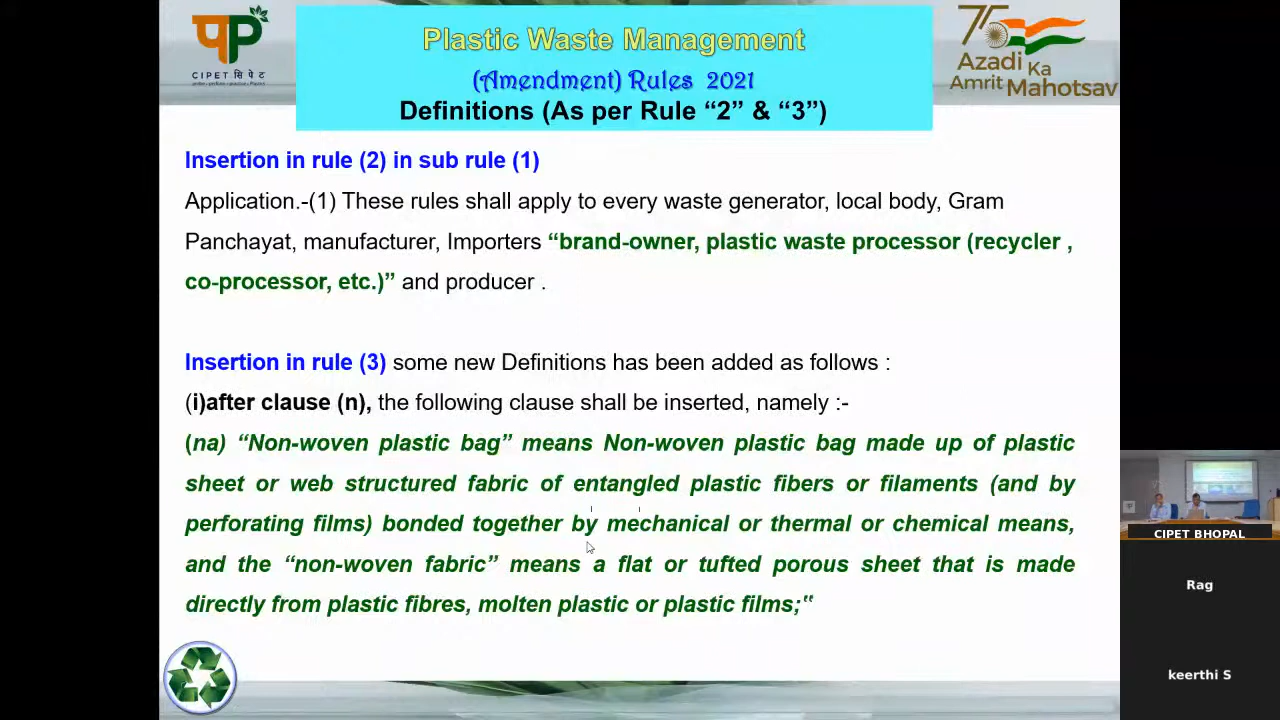 CIPET सिपेट
Plastic Waste Management
(Amendment) Rules 2021
Definitions (As per Rule “2” & “3”)
75
Azadi Ka
Amrit Mahotsav
Insertion in rule (2) in sub rule (1)
Application.-(1) These rules shall apply to every waste generator, local body, Gram
Panchayat, manufacturer, Importers “brand-owner, plastic waste processor (recycler ,
co-processor, etc.)” and producer .
Insertion in rule (3) some new Definitions has been added as follows :
(i)after clause (n), the following clause shall be inserted, namely :-
(na) “Non-woven plastic bag” means Non-woven plastic bag made up of plastic
sheet or web structured fabric of entangled plastic fibers or filaments (and by
perforating films) bonded together by mechanical or thermal or chemical means,
and the “non-woven fabric” means a flat or tufted porous sheet that is made
directly from plastic fibres, molten plastic or plastic films;“
CIPET BHOPAL
Rag
keerthi S